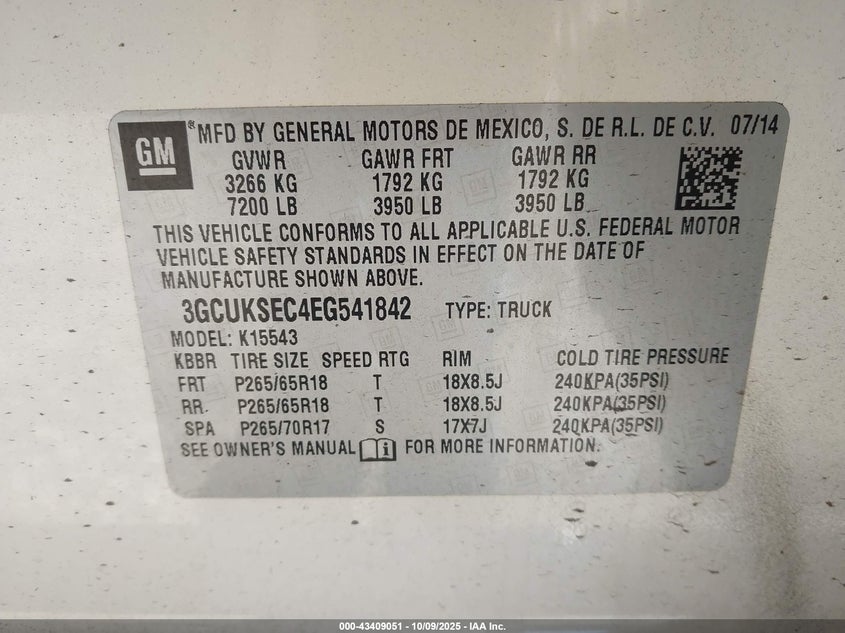 GM
®MFD BY GENERAL MOTORS DE MEXICO, S. DE R.L. DE C.V. 07/14
GVWR GAWR FRT GAWR RR
3266 KG 1792 KG 1792 KG
7200 LB 3950 LB 3950 LB
THIS VEHICLE CONFORMS TO ALL APPLICABLE U.S. FEDERAL MOTOR
VEHICLE SAFETY STANDARDS IN EFFECT ON THE DATE OF
MANUFACTURE SHOWN ABOVE.
3GCUKSEC4EG541842 TYPE: TRUCK
MODEL: K15543
KBBR TIRE SIZE SPEED RTG RIM COLD TIRE PRESSURE
FRT P265/65R18 T 18X8.5J 240KPA(35PSI)
RR P265/65R18 T 18X8.5J 240KPA(35PSI)
SPA P265/70R17 S 17X7J 240KPA(35PSI)
SEE OWNER'S MANUAL i FOR MORE INFORMATION.
000-43409051 - 10/09/2025 - IAA Inc.